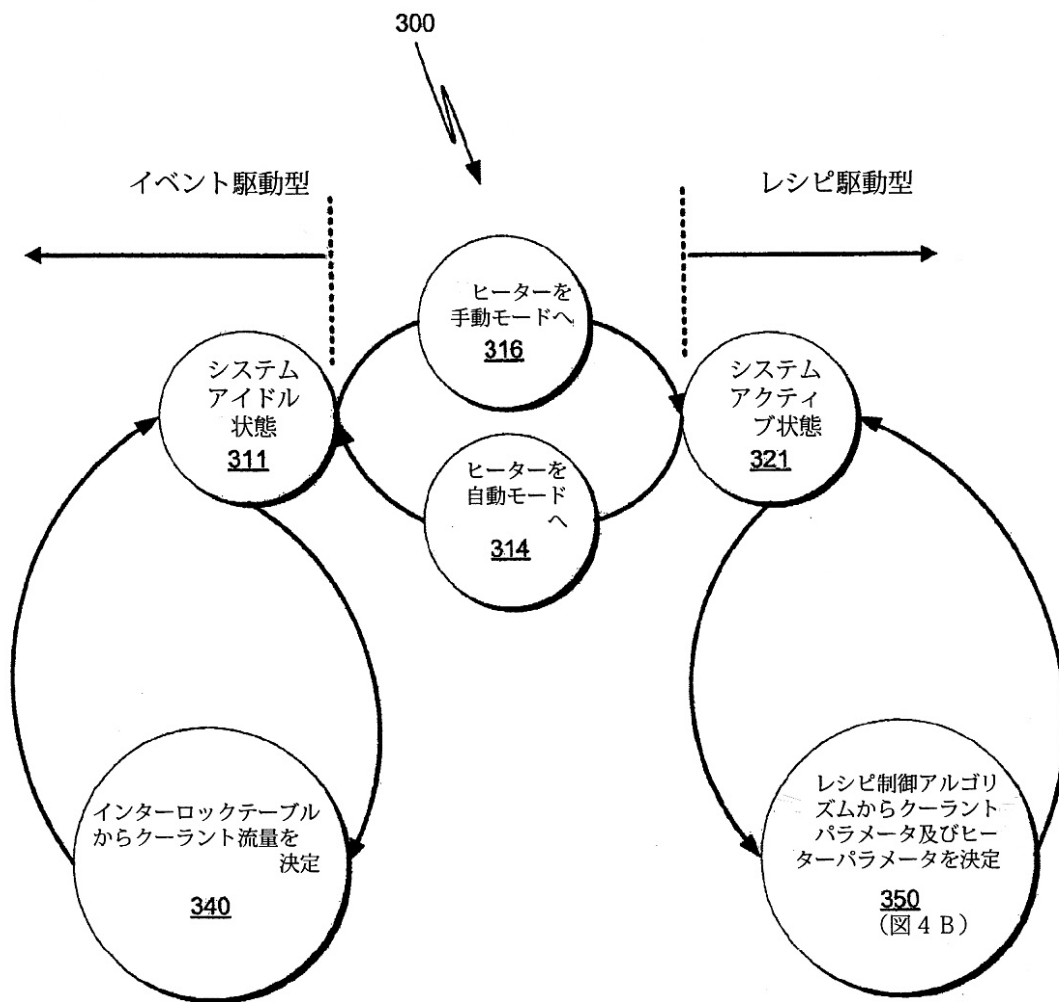 300
イベント駆動型
レシピ駆動型
ヒーターを
手動モードへ
316
システム
アイドル
状態
311
システム
アクティ
ブ状態
321
ヒーターを
自動モード
へ
314
インターロックテーブル
からクーラント流量を
決定
340
レシピ制御アルゴリ
ズムからクーラント
パラメータ及びヒー
ターパラメータを決定
350
(図4B)